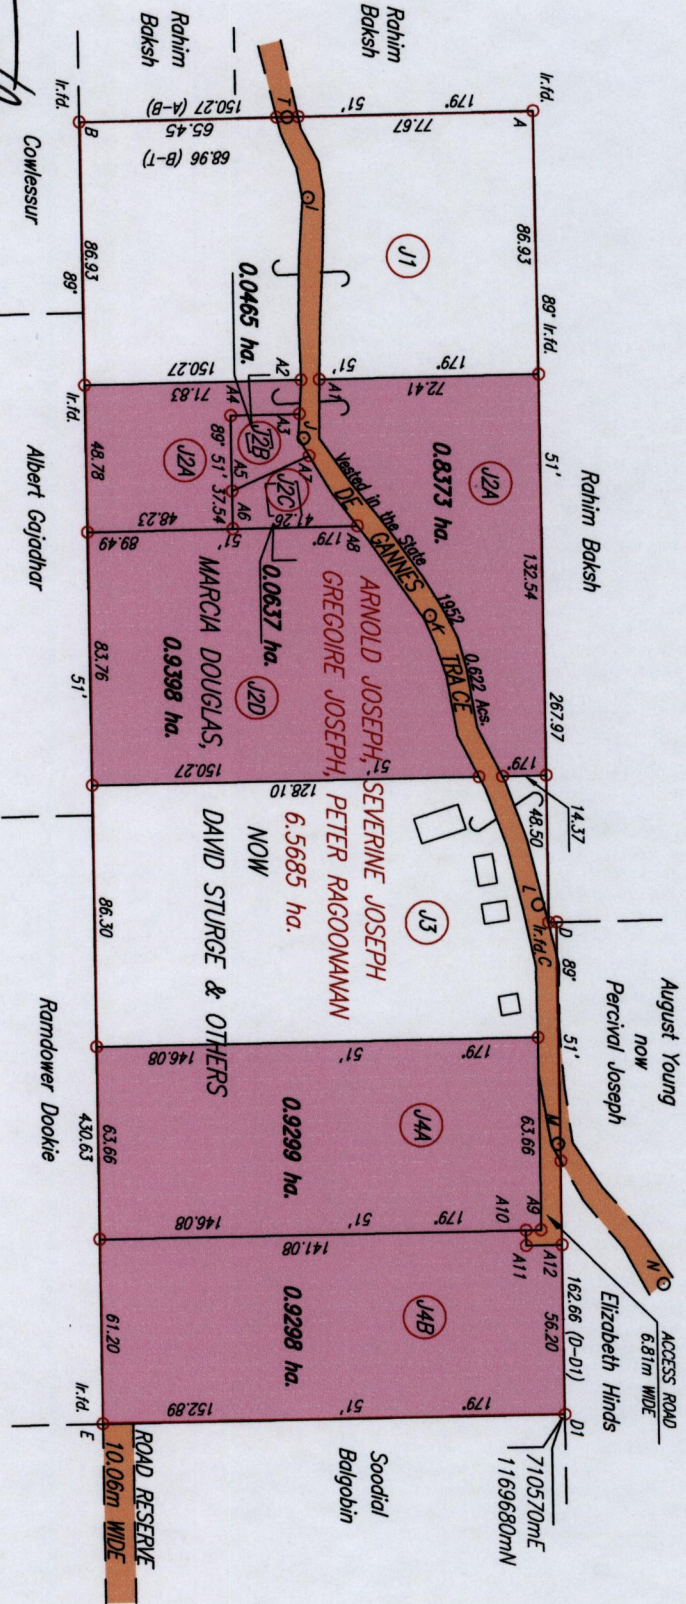 Rahim
Baksh
Rahim
Baksh
Ir.fd.
A
179° 51' 77.67
T
150.27 (A-B)
65.45
68.96 (B-T)
Ir.fd.
B
Cowlessur
86.93
89°
86.93
89° Ir.fd.
51'
J1
I
0.0465 ha.
A2
A1
179° 51' 72.41
150.27
71.83
Ir.fd.
A4
A3
J
J2B
A5
A7
89° 51' 37.54
A6
J2A
J2C
41.26
179° 51'
A8
48.78
48.23
89.49
Albert Gajadhar
0.0637 ha.
J2A
0.8373 ha.
Vested in the State 1952 0.622 Acs.
DE GANNES TRACE
K
132.54
267.97
Rahim Baksh
ARNOLD JOSEPH, SEVERINE JOSEPH
GREGOIRE JOSEPH, PETER RAGOONANAN
6.5685 ha.
NOW
MARCIA DOUGLAS, DAVID STURGE & OTHERS
0.9398 ha.
J2D
83.76
51'
150.27
51'
128.10
179°
14.37
48.50
L
Ir.fd.C
D
89°
51'
J3
86.30
August Young
now
Percival Joseph
Ramdower Dookie
430.63
179° 51' 146.08
63.66
63.66
M
J4A
0.9299 ha.
A9
A10
A11
A12
179° 51' 146.08
141.08
N
ACCESS ROAD
6.81m WIDE
Elizabeth Hinds
162.66 (D-D1)
56.20
J4B
0.9298 ha.
61.20
179° 51' 152.89
D1
710570mE
1169680mN
Ir.fd.
E
Soodial
Balgobin
ROAD RESERVE
10.06m WIDE